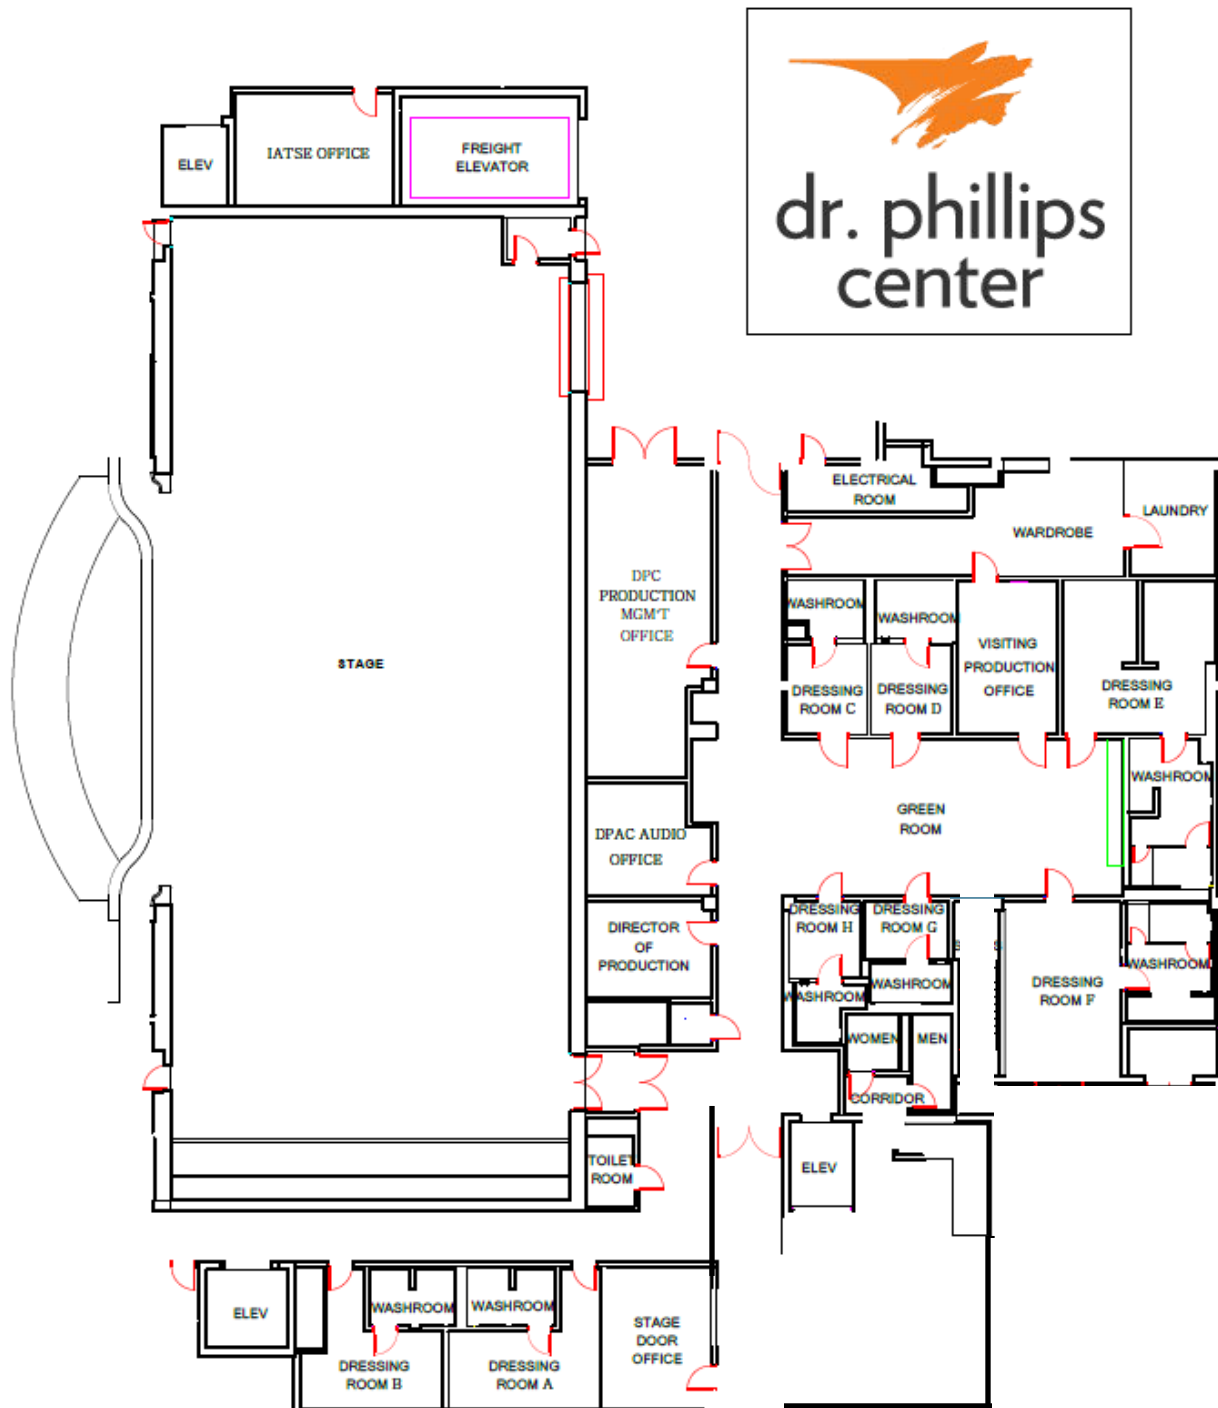 dr. phillips
center
ELEV
IATSE OFFICE
FREIGHT
ELEVATOR
ELECTRICAL
ROOM
LAUNDRY
WARDROBE
DPC
PRODUCTION
MGM'T
OFFICE
WASHROOM
WASHROOM
VISITING
PRODUCTION
OFFICE
STAGE
DRESSING
ROOM C
DRESSING
ROOM D
DRESSING
ROOM E
WASHROOM
GREEN
ROOM
DPAC AUDIO
OFFICE
DIRECTOR
OF
PRODUCTION
DRESSING
ROOM H
DRESSING
ROOM G
WASHROOM
WASHROOM
DRESSING
ROOM F
WASHROOM
WOMEN
MEN
CORRIDOR
TOILET
ROOM
ELEV
ELEV
WASHROOM
WASHROOM
STAGE
DOOR
OFFICE
DRESSING
ROOM B
DRESSING
ROOM A